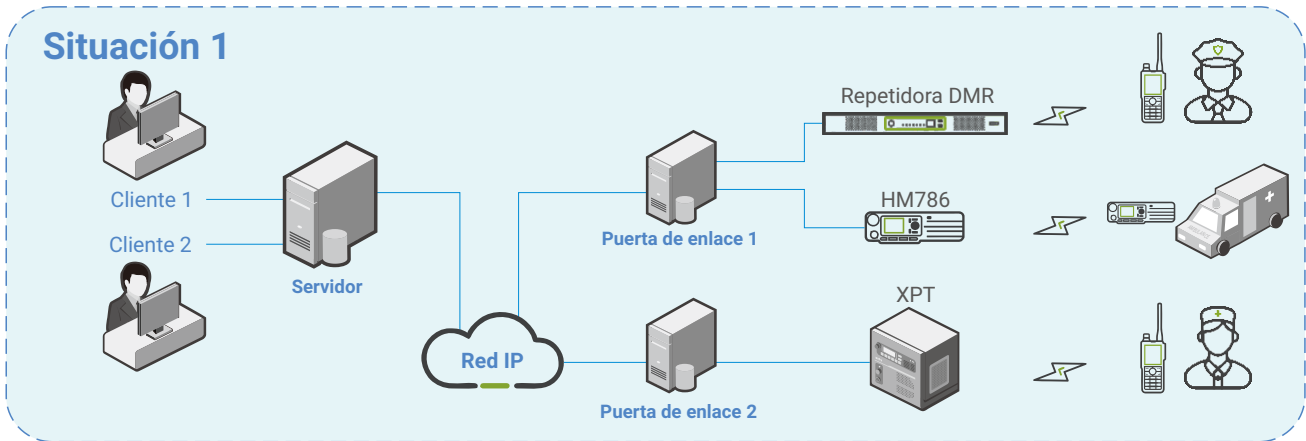 Situación 1
Repetidora DMR
Cliente 1
HM786
Puerta de enlace 1
Cliente 2
Servidor
XPT
Red IP
Puerta de enlace 2